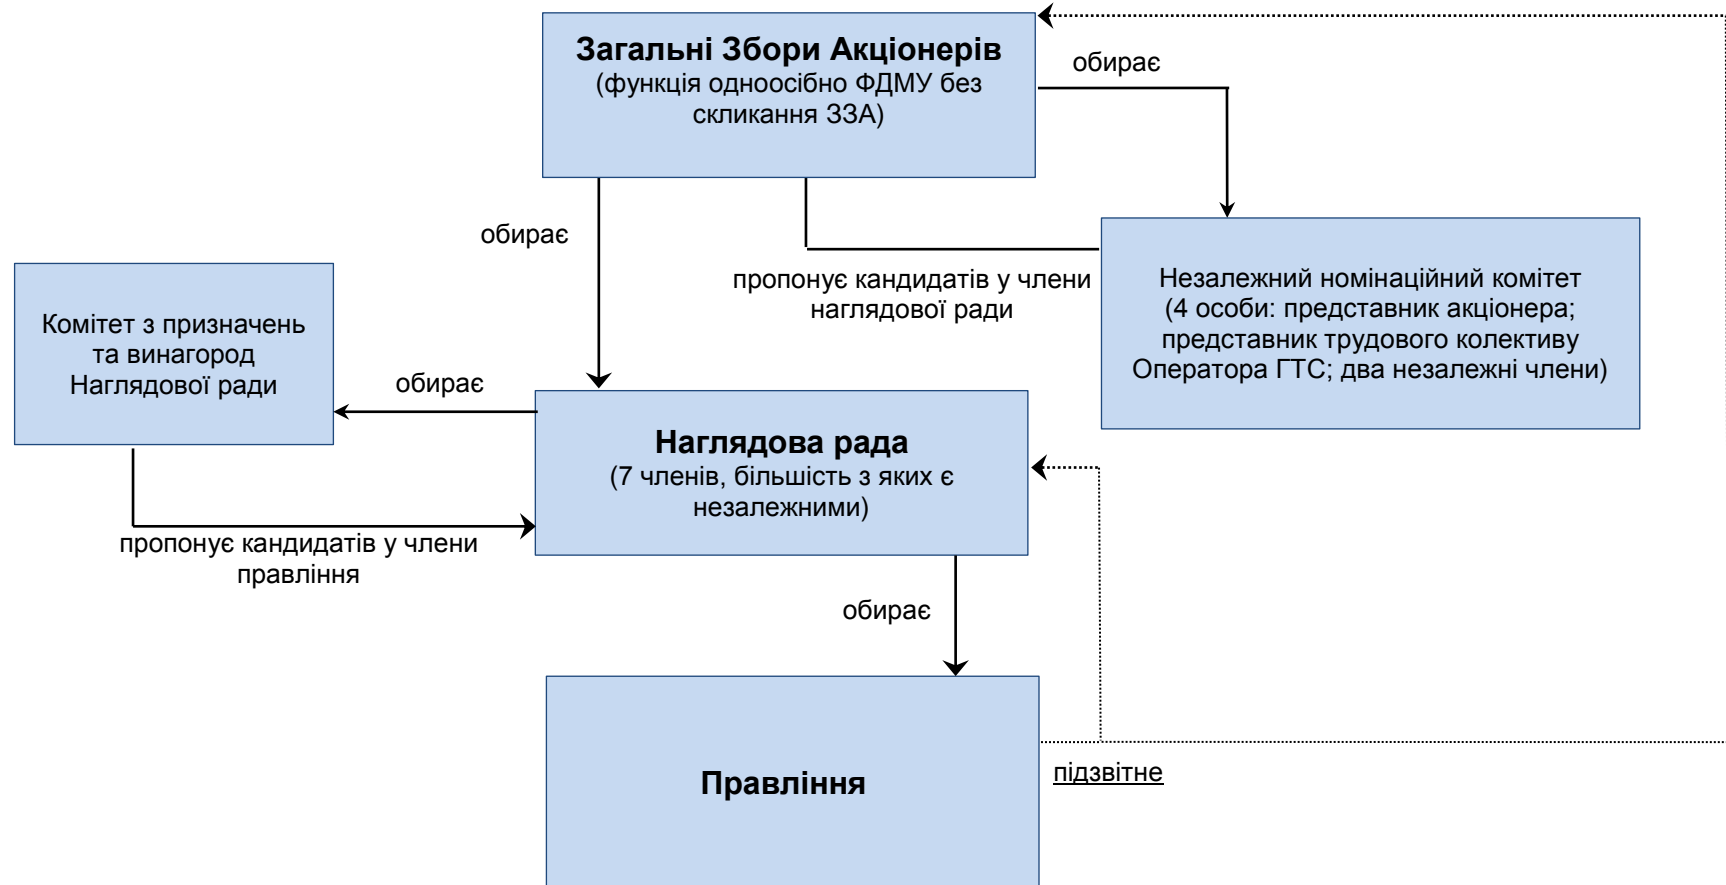 Загальні Збори Акціонерів
(функція одноосібно ФДМУ без
скликання ЗЗА)
обирає
обирає
пропонує кандидатів у члени
наглядової ради
Незалежний номінаційний комітет
(4 особи: представник акціонера;
представник трудового колективу
Оператора ГТС; два незалежні члени)
Комітет з призначень
та винагород
Наглядової ради
обирає
Наглядова рада
(7 членів, більшість з яких є
незалежними)
пропонує кандидатів у члени
правління
обирає
Правління
підзвітне